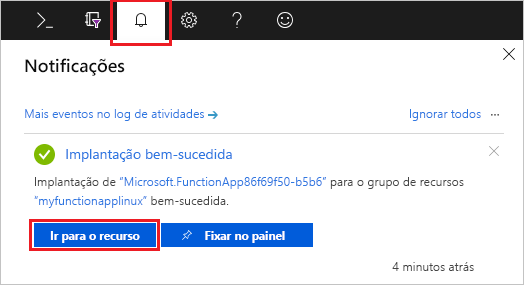 Notificações
Mais eventos no log de atividades →
Ignorar todos ...
Implantação bem-sucedida
Implantação de "Microsoft.FunctionApp86f69f50-b5b6" para o grupo de recursos
"myfunctionapplinux" bem-sucedida.
Ir para o recurso
Fixar no painel
4 minutos atrás